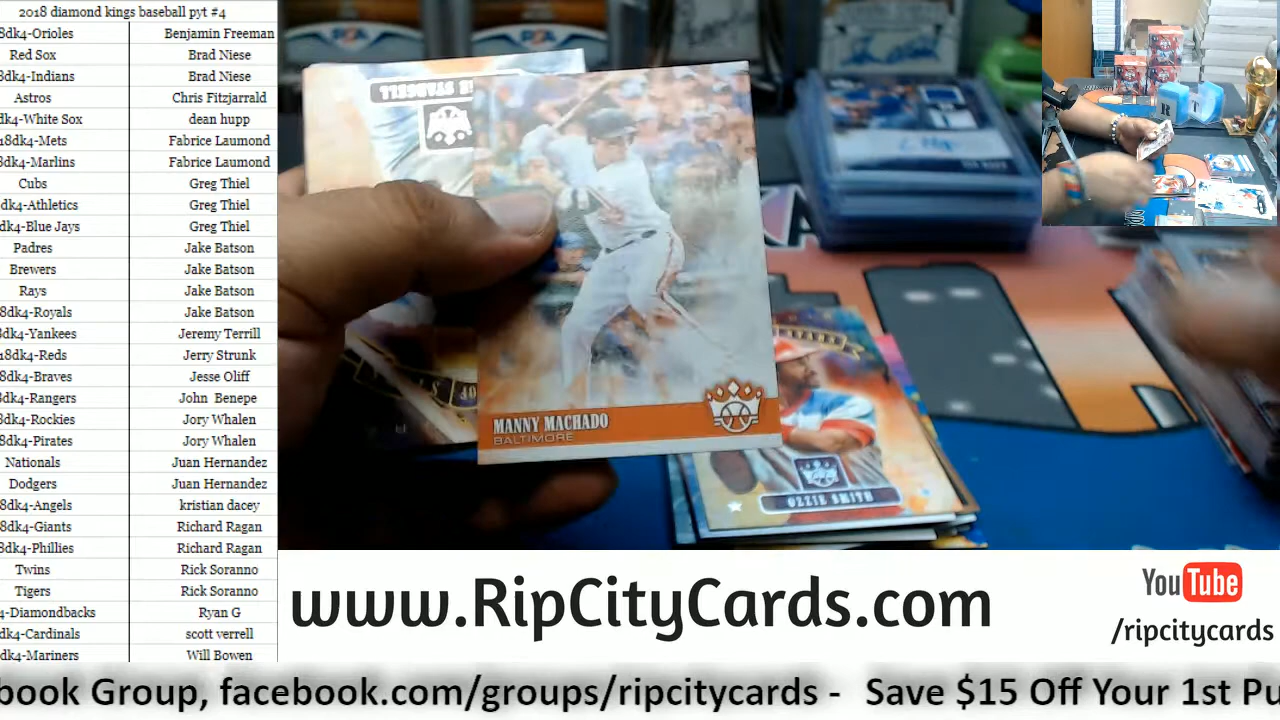 2018 diamond kings baseball pyt #4
8dk4-Orioles Benjamin Freeman
Red Sox Brad Niese
8dk4-Indians Brad Niese
Astros Chris Fitzjarrald
dk4-White Sox dean hupp
18dk4-Mets Fabrice Laumond
8dk4-Marlins Fabrice Laumond
Cubs Greg Thiel
dk4-Athletics Greg Thiel
dk4-Blue Jays Greg Thiel
Padres Jake Batson
Brewers Jake Batson
Rays Jake Batson
8dk4-Royals Jake Batson
8dk4-Yankees Jeremy Terrill
18dk4-Reds Jerry Strunk
8dk4-Braves Jesse Oliff
8dk4-Rangers John Benepe
8dk4-Rockies Jory Whalen
8dk4-Pirates Jory Whalen
Nationals Juan Hernandez
Dodgers Juan Hernandez
8dk4-Angels kristian dacey
8dk4-Giants Richard Ragan
8dk4-Phillies Richard Ragan
Twins Rick Soranno
Tigers Rick Soranno
4-Diamondbacks Ryan G
dk4-Cardinals scott verrell
dk4-Mariners Will Bowen
MANNY MACHADO
BALTIMORE
OZZIE SMITH
www.RipCityCards.com
YouTube
/ripcitycards
book Group, facebook.com/groups/ripcitycards - Save $15 Off Your 1st Pu